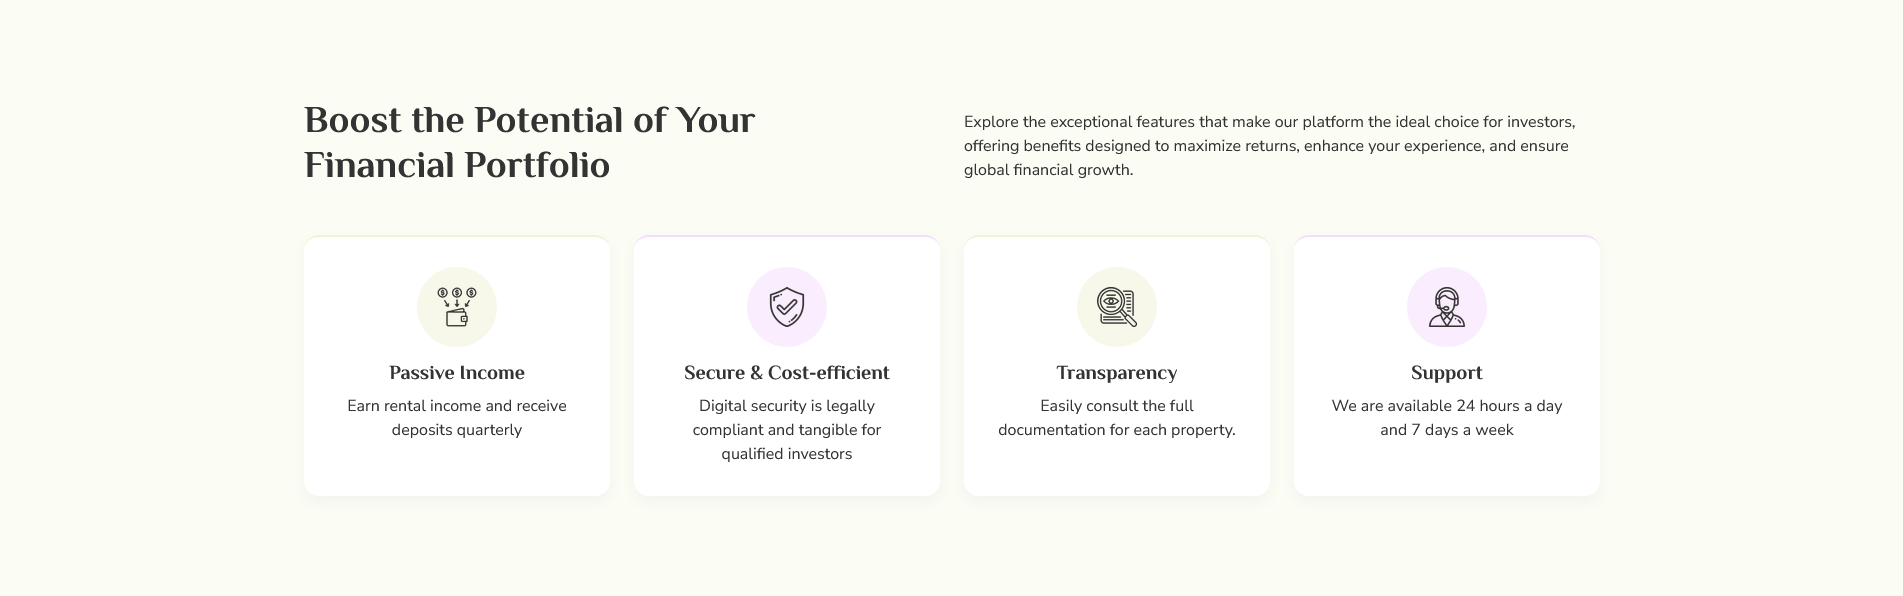 Boost the Potential of Your
Financial Portfolio
Explore the exceptional features that make our platform the ideal choice for investors,
offering benefits designed to maximize returns, enhance your experience, and ensure
global financial growth.
Passive Income
Earn rental income and receive
deposits quarterly
Secure & Cost-efficient
Digital security is legally
compliant and tangible for
qualified investors
Transparency
Easily consult the full
documentation for each property.
Support
We are available 24 hours a day
and 7 days a week